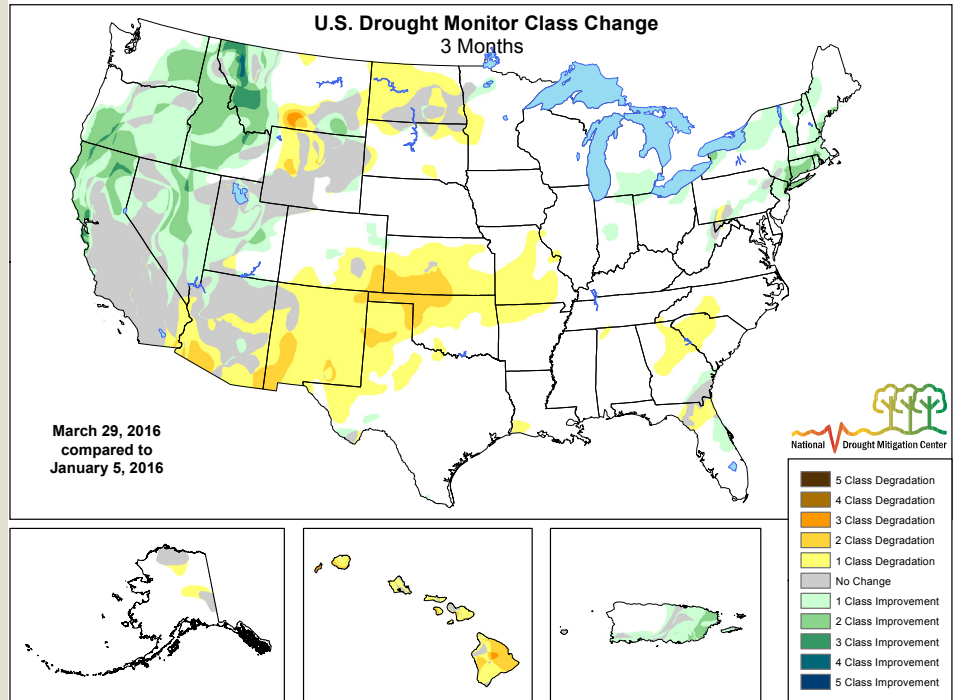 U.S. Drought Monitor Class Change
3 Months
March 29, 2016
compared to
January 5, 2016
National Drought Mitigation Center
5 Class Degradation
4 Class Degradation
3 Class Degradation
2 Class Degradation
1 Class Degradation
No Change
1 Class Improvement
2 Class Improvement
3 Class Improvement
4 Class Improvement
5 Class Improvement